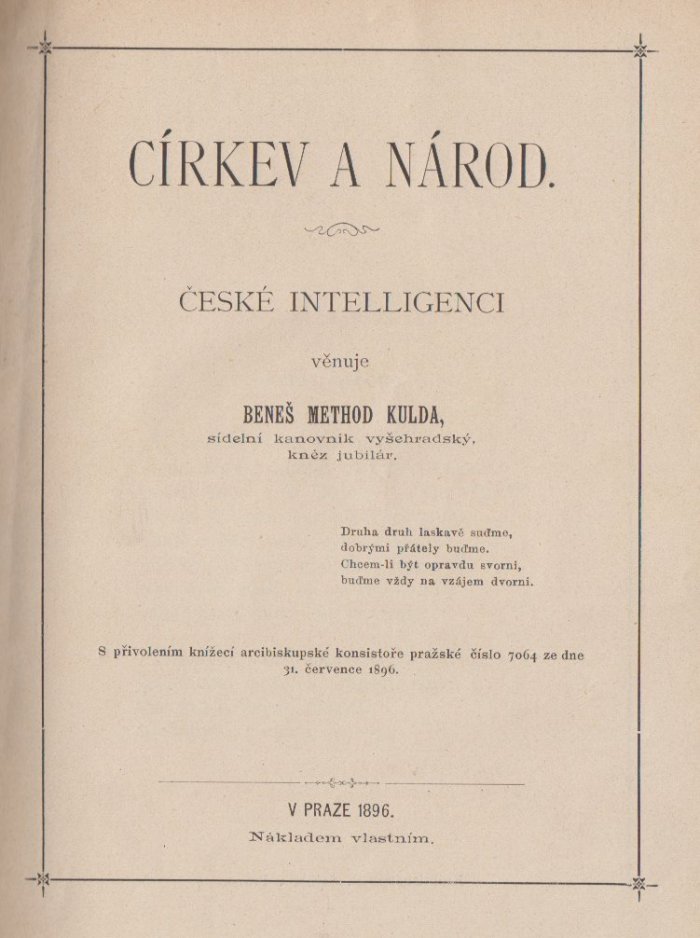 CÍRKEV A NÁROD.
ČESKÉ INTELLIGENCI
věnuje
BENEŠ METHOD KULDA,
sídelní kanovník vyšehradský,
kněz jubilár.
Druha druh laskavě suďme,
dobrými přátely buďme.
Chcem-li být opravdu svorni,
buďme vždy na vzájem dvorni.
S přivolením knížecí arcibiskupské konsistoře pražské číslo 7064 ze dne
31. července 1896.
V PRAZE 1896.
Nákladem vlastním.